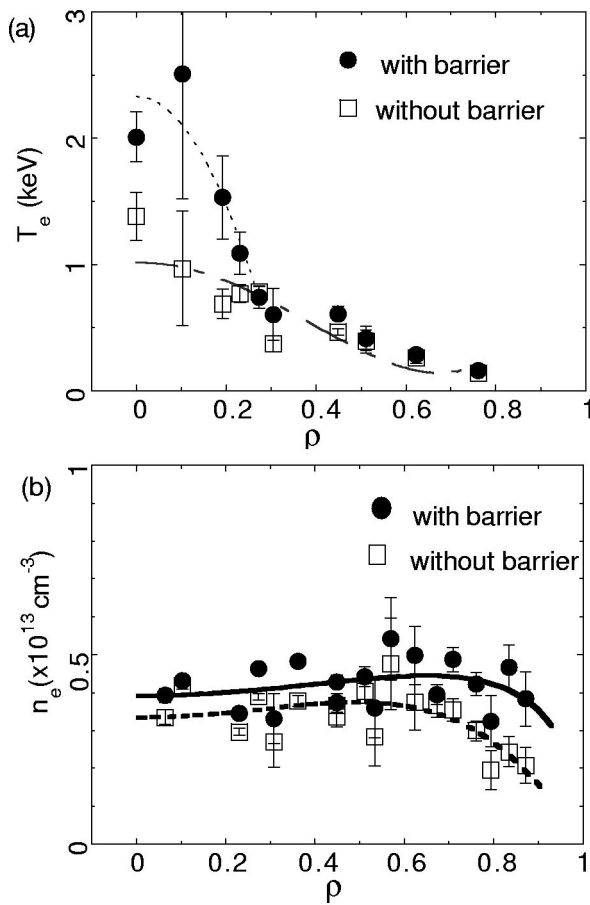 (a)
3
2
1
0
T_e (keV)
with barrier
without barrier
0 0.2 0.4 0.6 0.8 1
ρ
(b)
1
0.5
0
n_e(x10^13 cm^-3)
with barrier
without barrier
0 0.2 0.4 0.6 0.8 1
ρ